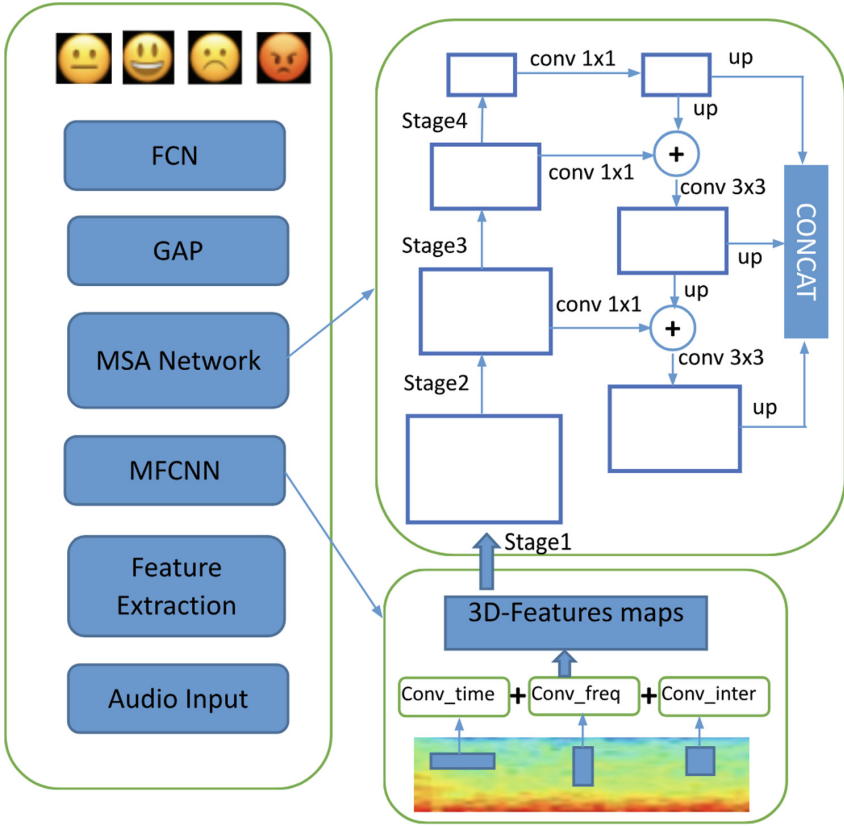 FCN
GAP
MSA Network
MFCNN
Feature
Extraction
Audio Input
conv 1x1
up
up
Stage4
+
conv 1x1
conv 3x3
CONCAT
Stage3
up
up
conv 1x1
+
conv 3x3
Stage2
up
Stage1
3D-Features maps
Conv_time + Conv_freq + Conv_inter